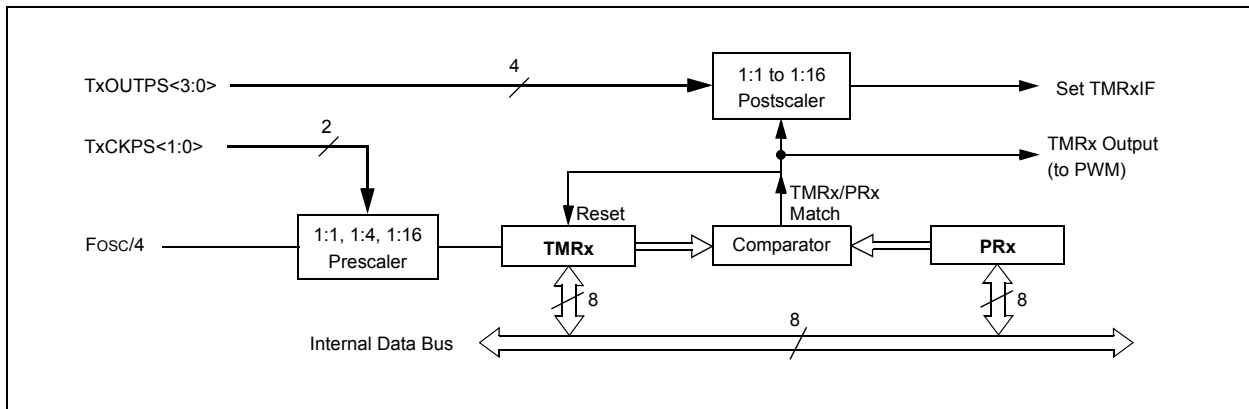 TxOUTPS<3:0>
4
1:1 to 1:16
Postscaler
Set TMRxIF
TxCKPS<1:0>
2
TMRx Output
(to PWM)
TMRx/PRx
Match
Reset
FOSC/4
1:1, 1:4, 1:16
Prescaler
TMRx
Comparator
PRx
8
8
8
Internal Data Bus